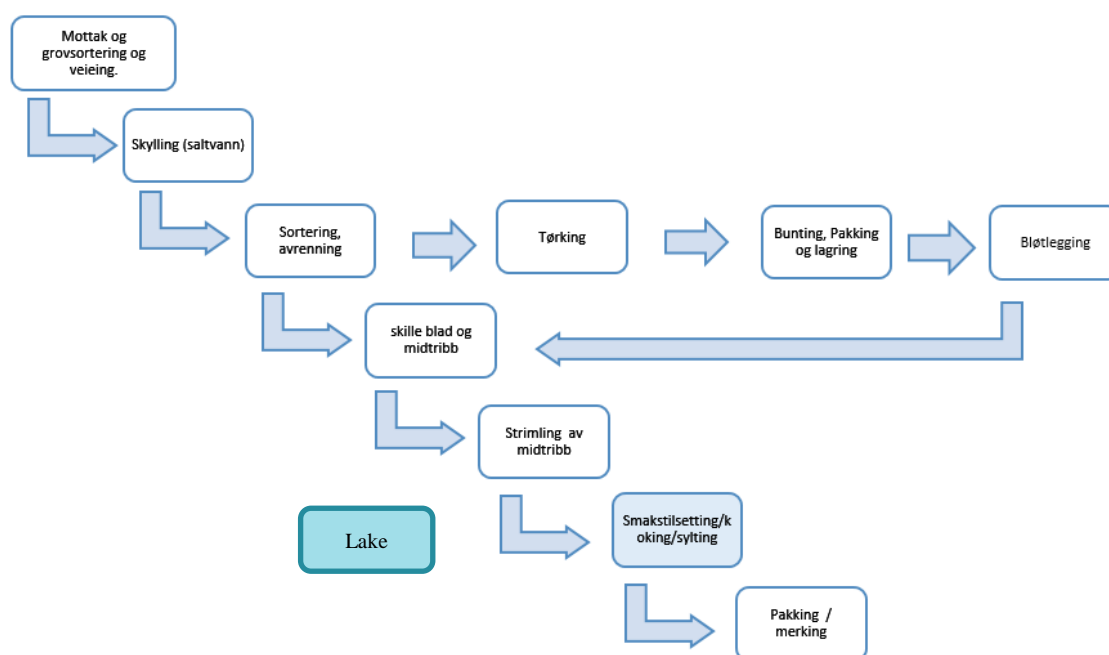 Mottak og
grovsortering og
veieing.
Skylling (saltvann)
Sortering,
avrenning
Tørking
Bunting, Pakking
og lagring
Bløtlegging
skille blad og
midtribb
Strimling av
midtribb
Lake
Smakstilsetting/k
oking/sylting
Pakking /
merking